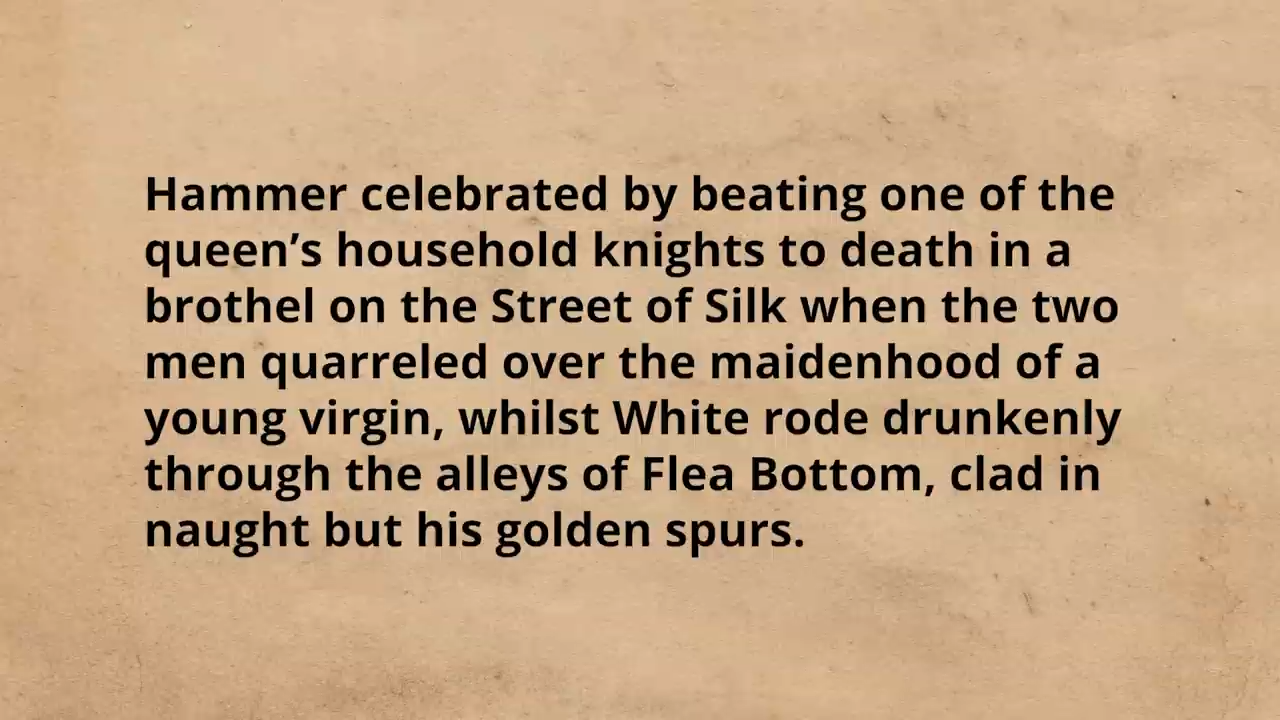 Hammer celebrated by beating one of the
queen’s household knights to death in a
brothel on the Street of Silk when the two
men quarreled over the maidenhood of a
young virgin, whilst White rode drunkenly
through the alleys of Flea Bottom, clad in
naught but his golden spurs.